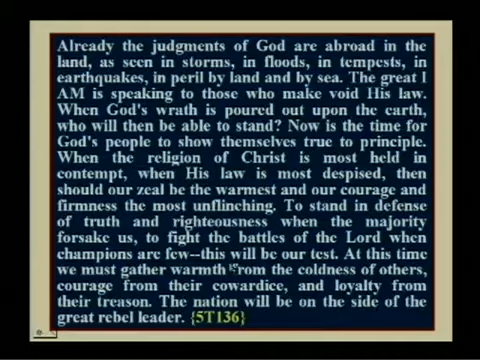 Already the judgments of God are abroad in the
land, as seen in storms, in floods, in tempests, in
earthquakes, in peril by land and by sea. The great I
AM is speaking to those who make void His law.
When God's wrath is poured out upon the earth,
who will then be able to stand? Now is the time for
God's people to show themselves true to principle.
When the religion of Christ is most held in
contempt, when His law is most despised, then
should our zeal be the warmest and our courage and
firmness the most unflinching. To stand in defense
of truth and righteousness when the majority
forsake us, to fight the battles of the Lord when
champions are few--this will be our test. At this time
we must gather warmth from the coldness of others,
courage from their cowardice, and loyalty from
their treason. The nation will be on the side of the
great rebel leader. {5T136}